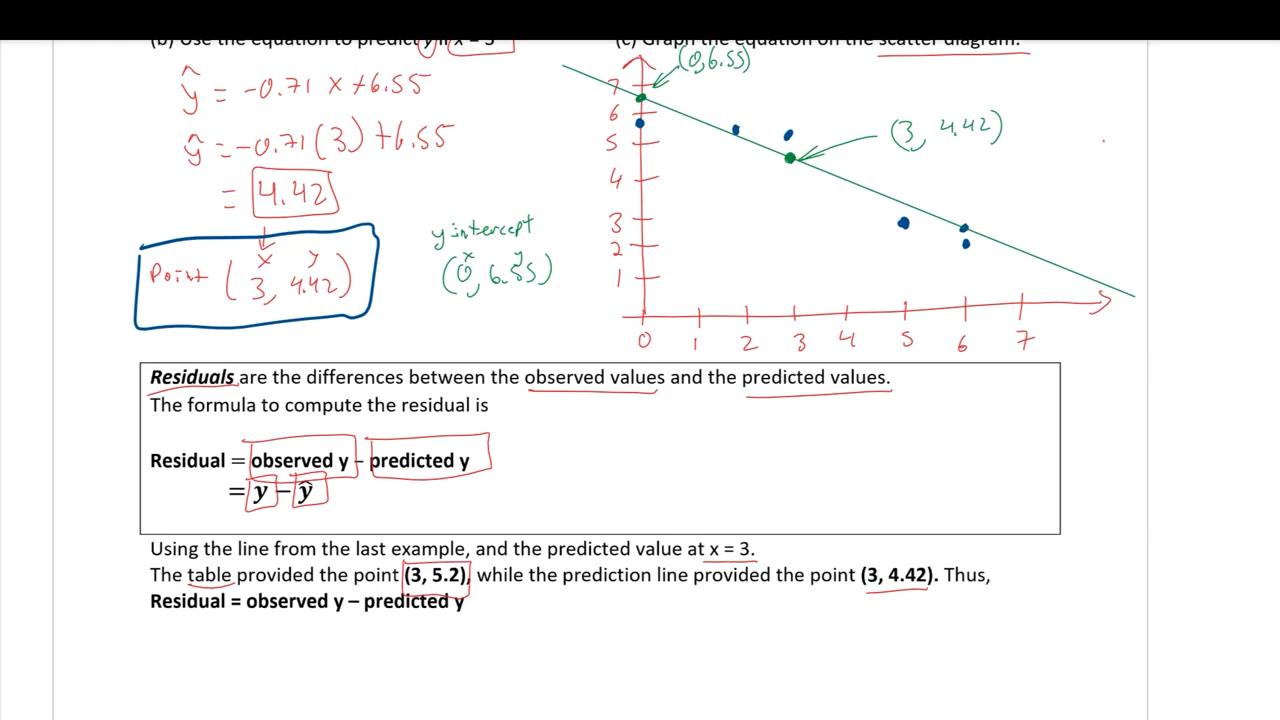 (b) Use the equation to predict y if x = 3
ŷ = -0.71 x + 6.55
ŷ = -0.71(3) + 6.55
= 4.42
Point (3, 4.42)
x y
y intercept
x y
(0, 6.55)
(c) Graph the equation on the scatter diagram.
(0, 6.55)
(3, 4.42)
7
6
5
4
3
2
1
0 1 2 3 4 5 6 7
Residuals are the differences between the observed values and the predicted values.
The formula to compute the residual is
Residual = observed y – predicted y
= y – ŷ
Using the line from the last example, and the predicted value at x = 3.
The table provided the point (3, 5.2), while the prediction line provided the point (3, 4.42). Thus,
Residual = observed y – predicted y